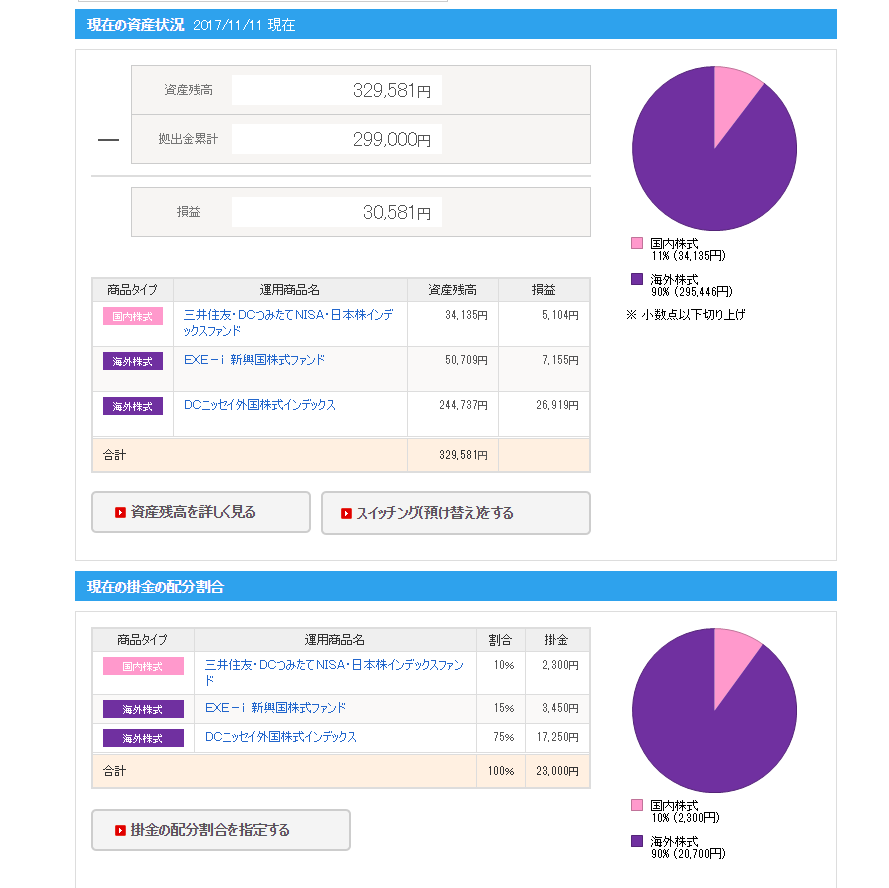 現在の資産状況 2017/11/11 現在
資産残高 329,581円
拠出金累計 299,000円
損益 30,581円
国内株式
11% (34,135円)
海外株式
90% (295,446円)
※ 小数点以下切り上げ
商品タイプ 運用商品名 資産残高 損益
国内株式 三井住友・DCつみたてNISA・日本株インデ 34,135円 5,104円
ックスファンド
海外株式 EXE-i 新興国株式ファンド 50,709円 7,155円
海外株式 DCニッセイ外国株式インデックス 244,737円 26,919円
合計 329,581円
資産残高を詳しく見る スイッチング(預け替え)をする
現在の掛金の配分割合
商品タイプ 運用商品名 割合 掛金
国内株式 三井住友・DCつみたてNISA・日本株インデックスファン 10% 2,300円
ド
海外株式 EXE-i 新興国株式ファンド 15% 3,450円
海外株式 DCニッセイ外国株式インデックス 75% 17,250円
合計 100% 23,000円
掛金の配分割合を指定する
国内株式
10% (2,300円)
海外株式
90% (20,700円)